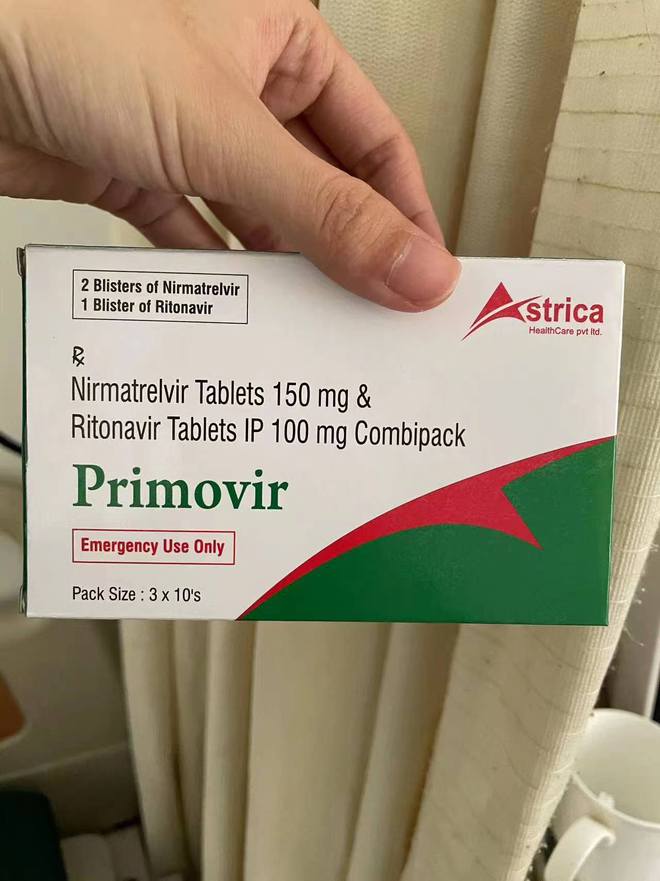 2 Blisters of Nirmatrelvir
1 Blister of Ritonavir
Astrica
HealthCare pvt ltd.
℞
Nirmatrelvir Tablets 150 mg &
Ritonavir Tablets IP 100 mg Combipack
Primovir
Emergency Use Only
Pack Size : 3 x 10's